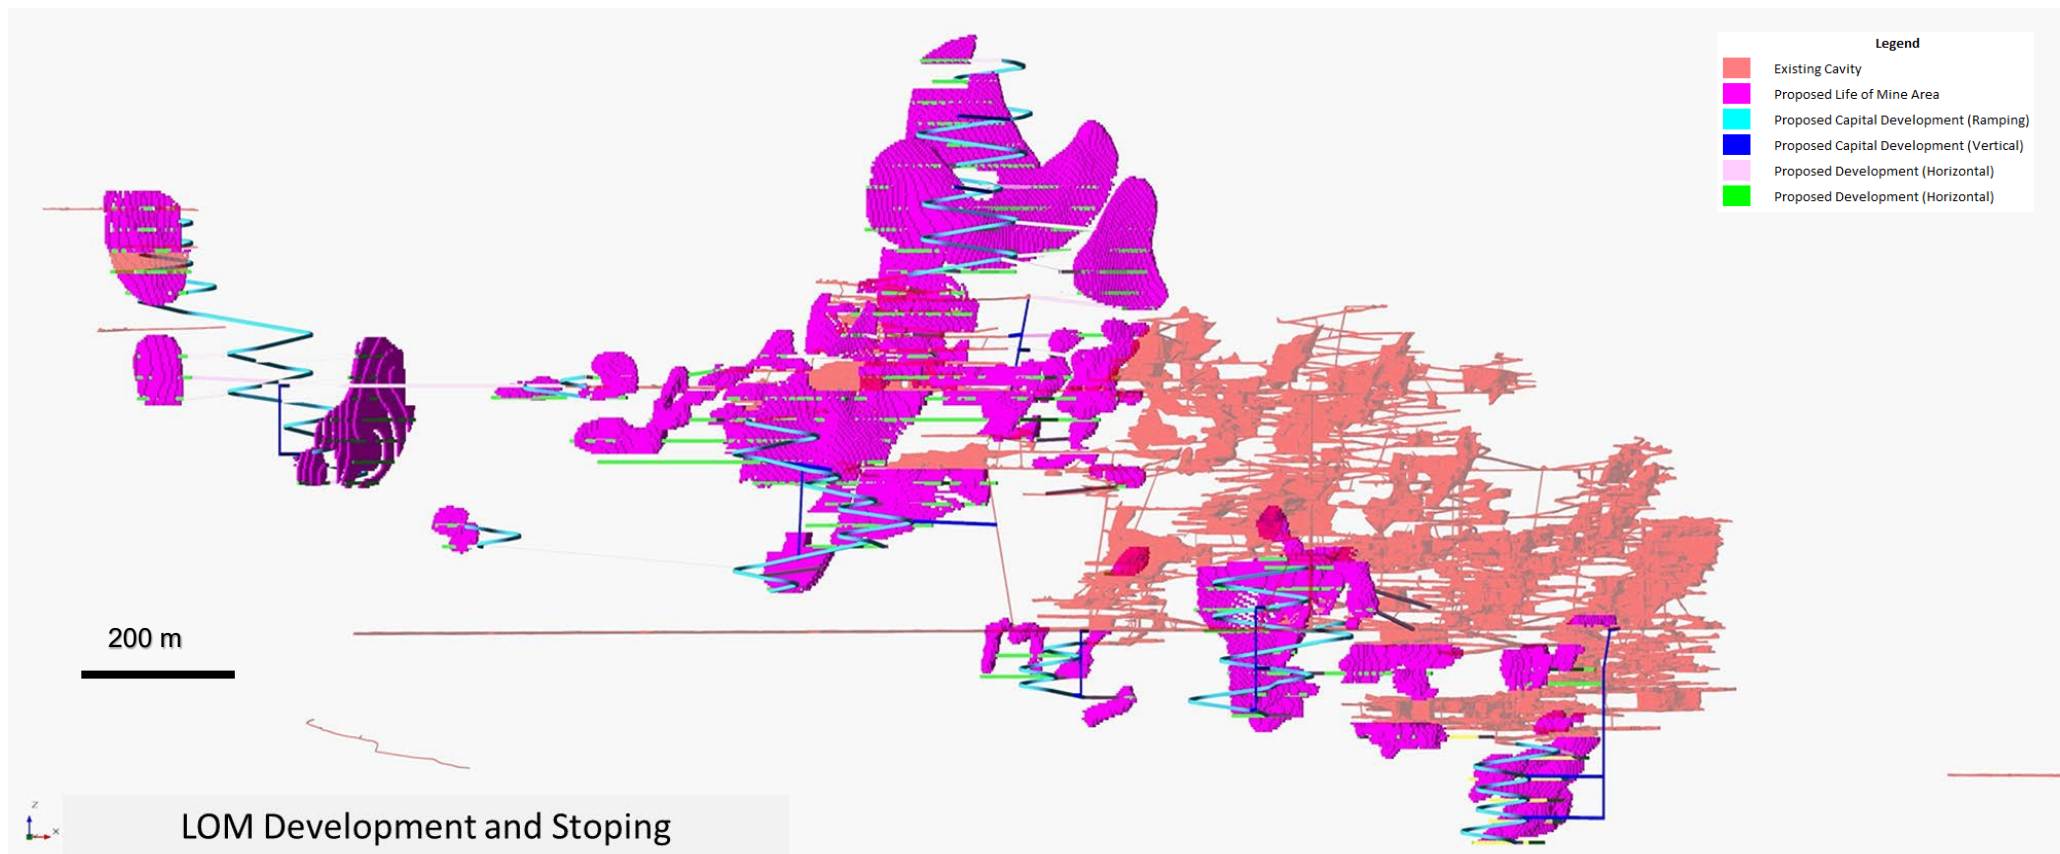 Legend
Existing Cavity
Proposed Life of Mine Area
Proposed Capital Development (Ramping)
Proposed Capital Development (Vertical)
Proposed Development (Horizontal)
Proposed Development (Horizontal)
200 m
Z
X
LOM Development and Stoping